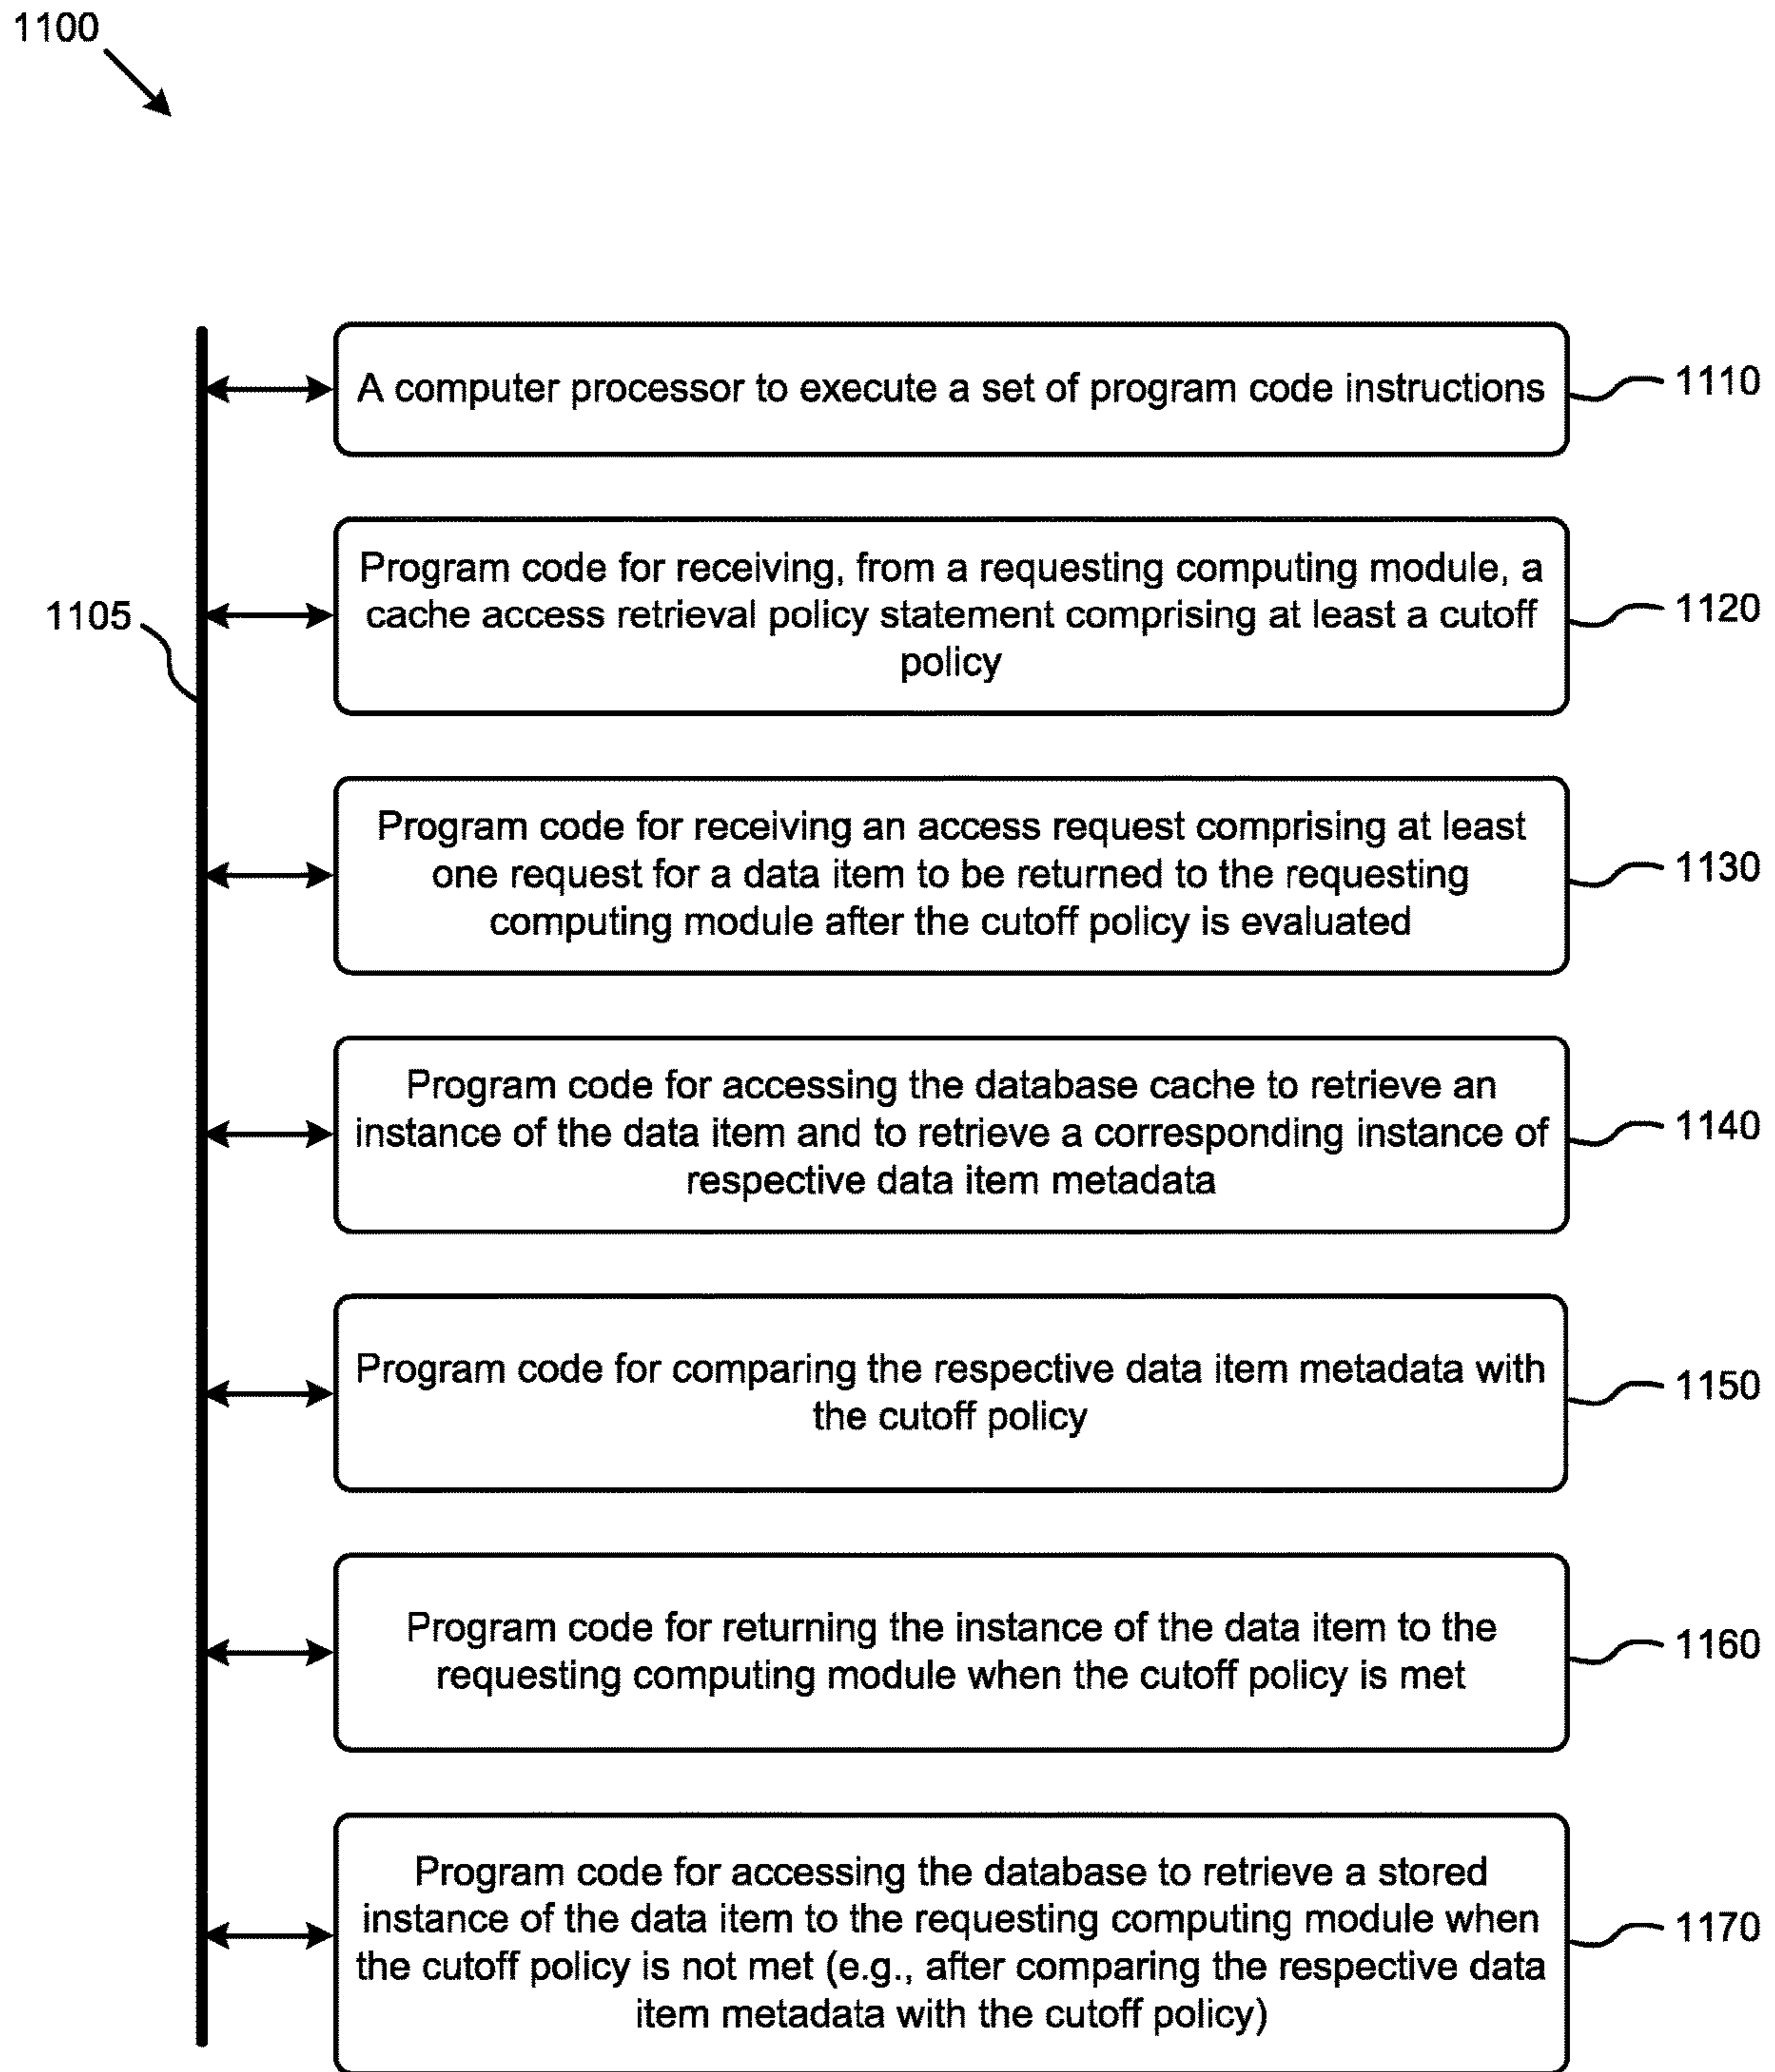 1100
A computer processor to execute a set of program code instructions
1110
Program code for receiving, from a requesting computing module, a
cache access retrieval policy statement comprising at least a cutoff
policy
1120
1105
Program code for receiving an access request comprising at least
one request for a data item to be returned to the requesting
computing module after the cutoff policy is evaluated
1130
Program code for accessing the database cache to retrieve an
instance of the data item and to retrieve a corresponding instance of
respective data item metadata
1140
Program code for comparing the respective data item metadata with
the cutoff policy
1150
Program code for returning the instance of the data item to the
requesting computing module when the cutoff policy is met
1160
Program code for accessing the database to retrieve a stored
instance of the data item to the requesting computing module when
the cutoff policy is not met (e.g., after comparing the respective data
item metadata with the cutoff policy)
1170